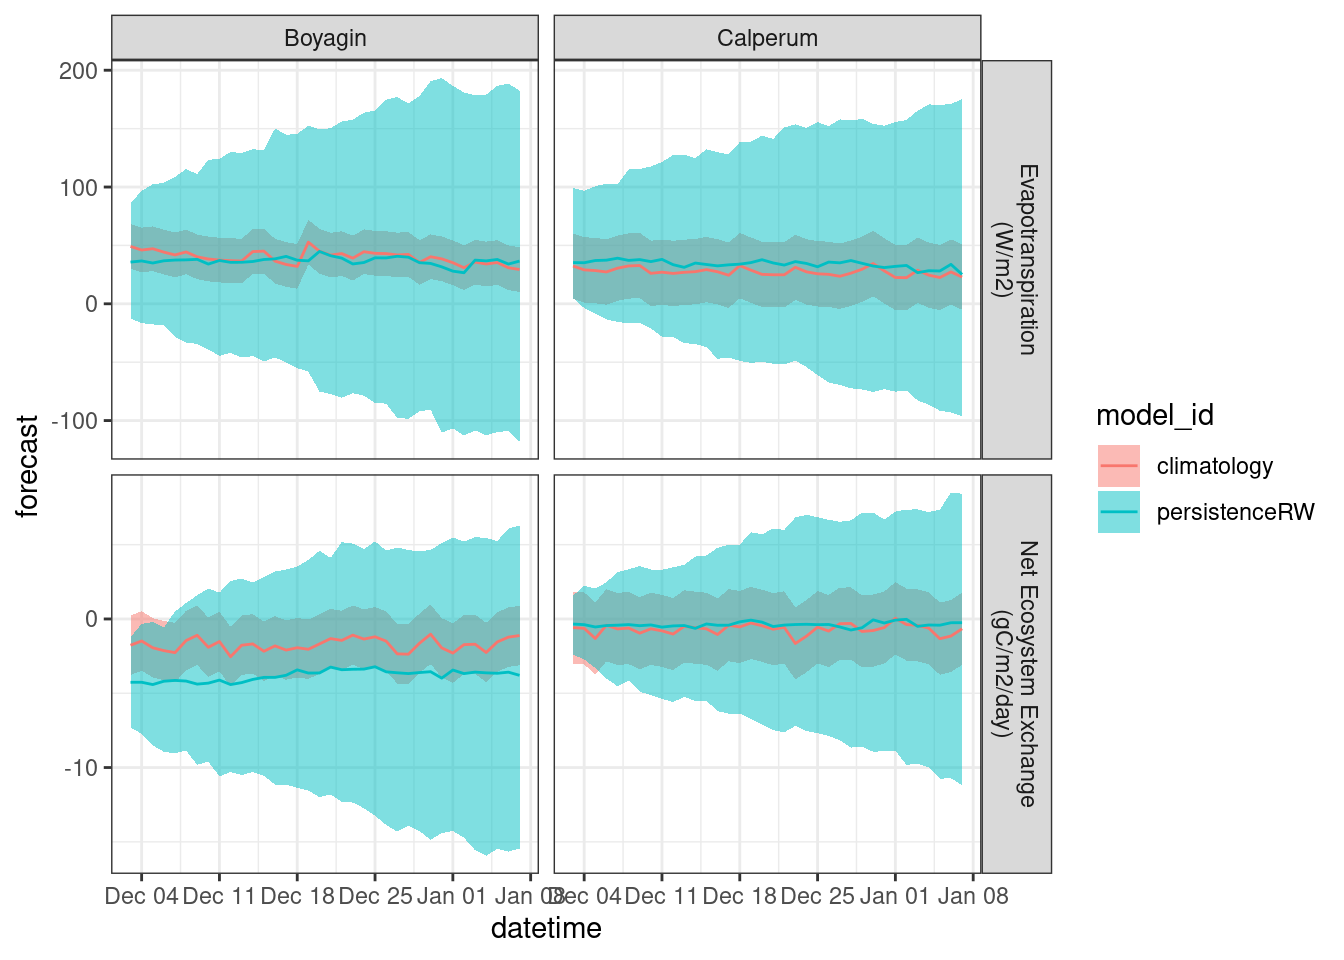 Boyagin
Calperum
200
100
0
-100
Evapotranspiration
(W/m2)
0
-10
Net Ecosystem Exchange
(gC/m2/day)
forecast
Dec 04 Dec 11 Dec 18 Dec 25 Jan 01 Jan 08
Dec 04 Dec 11 Dec 18 Dec 25 Jan 01 Jan 08
datetime
model_id
climatology
persistenceRW